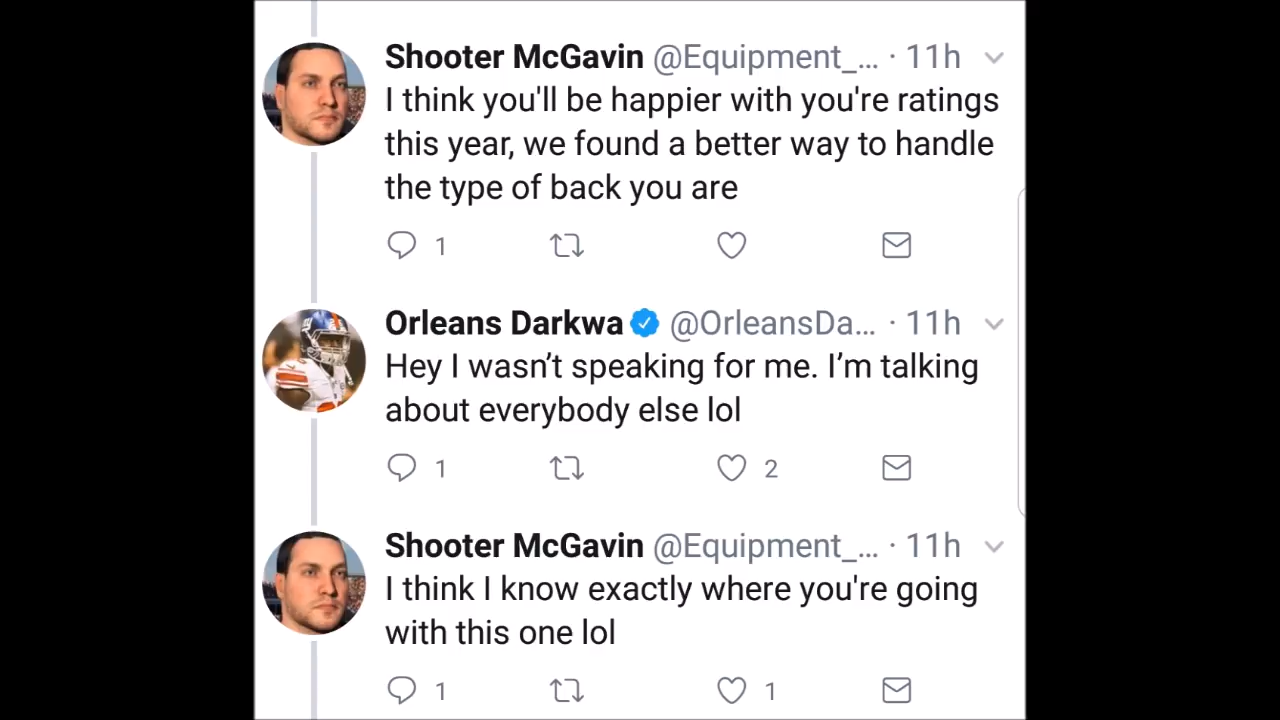 Shooter McGavin @Equipment_... · 11h
I think you'll be happier with you're ratings
this year, we found a better way to handle
the type of back you are
1
Orleans Darkwa @OrleansDa... · 11h
Hey I wasn’t speaking for me. I’m talking
about everybody else lol
1 2
Shooter McGavin @Equipment_... · 11h
I think I know exactly where you're going
with this one lol
1 1